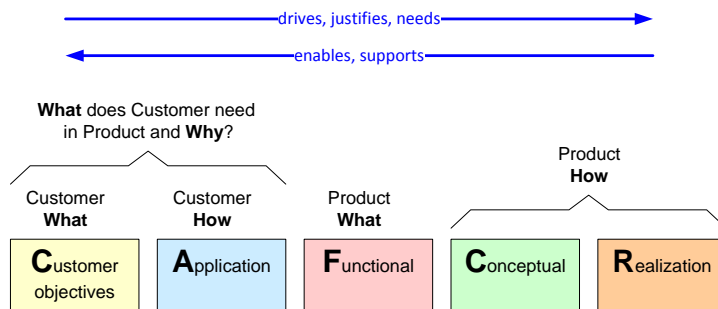 drives, justifies, needs
enables, supports
What does Customer need
in Product and Why?
Product
How
Customer
What
Customer
How
Product
What
Customer
objectives
Application
Functional
Conceptual
Realization